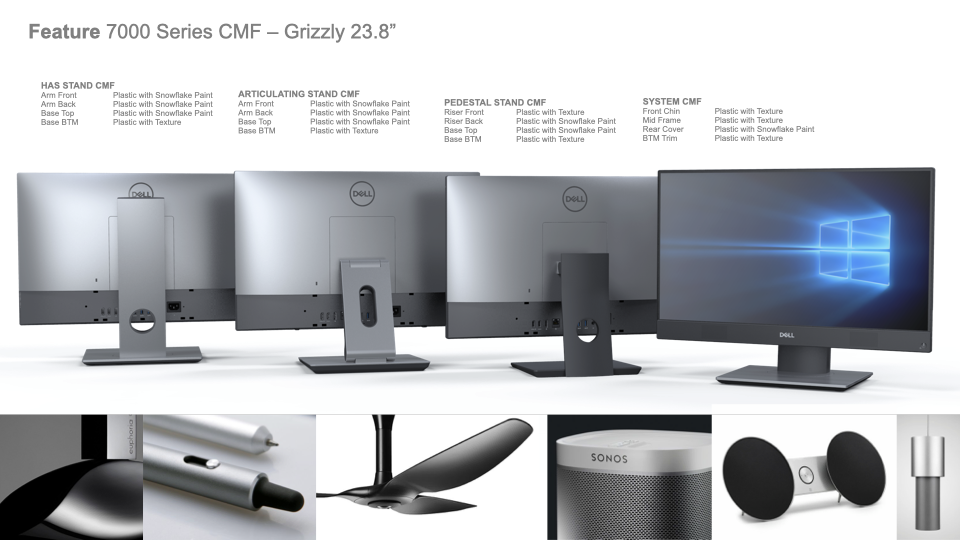 Feature 7000 Series CMF – Grizzly 23.8”
HAS STAND CMF
Arm Front Plastic with Snowflake Paint
Arm Back Plastic with Snowflake Paint
Base Top Plastic with Snowflake Paint
Base BTM Plastic with Texture
ARTICULATING STAND CMF
Arm Front Plastic with Snowflake Paint
Arm Back Plastic with Snowflake Paint
Base Top Plastic with Snowflake Paint
Base BTM Plastic with Texture
PEDESTAL STAND CMF
Riser Front Plastic with Texture
Riser Back Plastic with Snowflake Paint
Base Top Plastic with Snowflake Paint
Base BTM Plastic with Texture
SYSTEM CMF
Front Chin Plastic with Texture
Mid Frame Plastic with Texture
Rear Cover Plastic with Snowflake Paint
BTM Trim Plastic with Texture
DELL
DELL
DELL
DELL
euphoria
SONOS